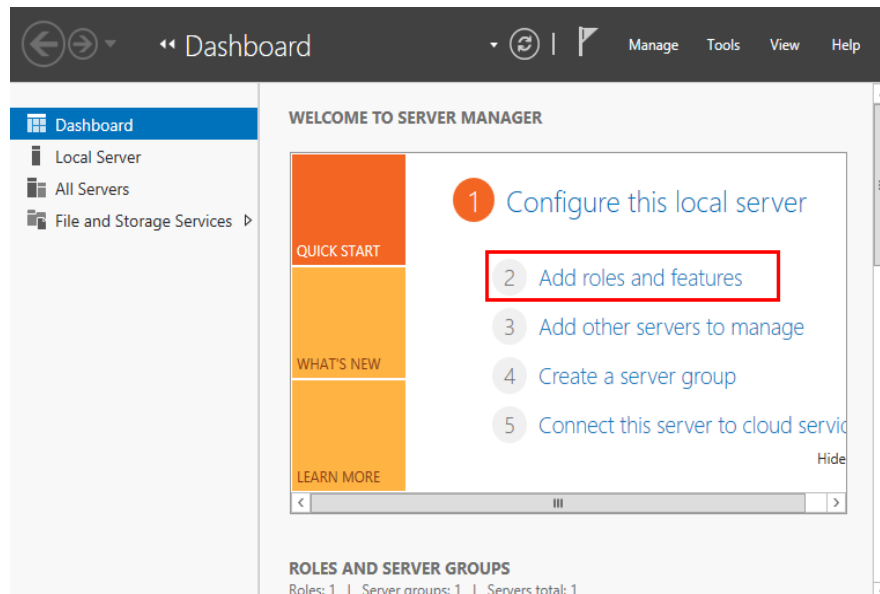 Dashboard
Manage Tools View Help
Dashboard
Local Server
All Servers
File and Storage Services
WELCOME TO SERVER MANAGER
QUICK START
WHAT'S NEW
LEARN MORE
1 Configure this local server
2 Add roles and features
3 Add other servers to manage
4 Create a server group
5 Connect this server to cloud servic
Hide
ROLES AND SERVER GROUPS
Roles: 1 | Server groups: 1 | Servers total: 1